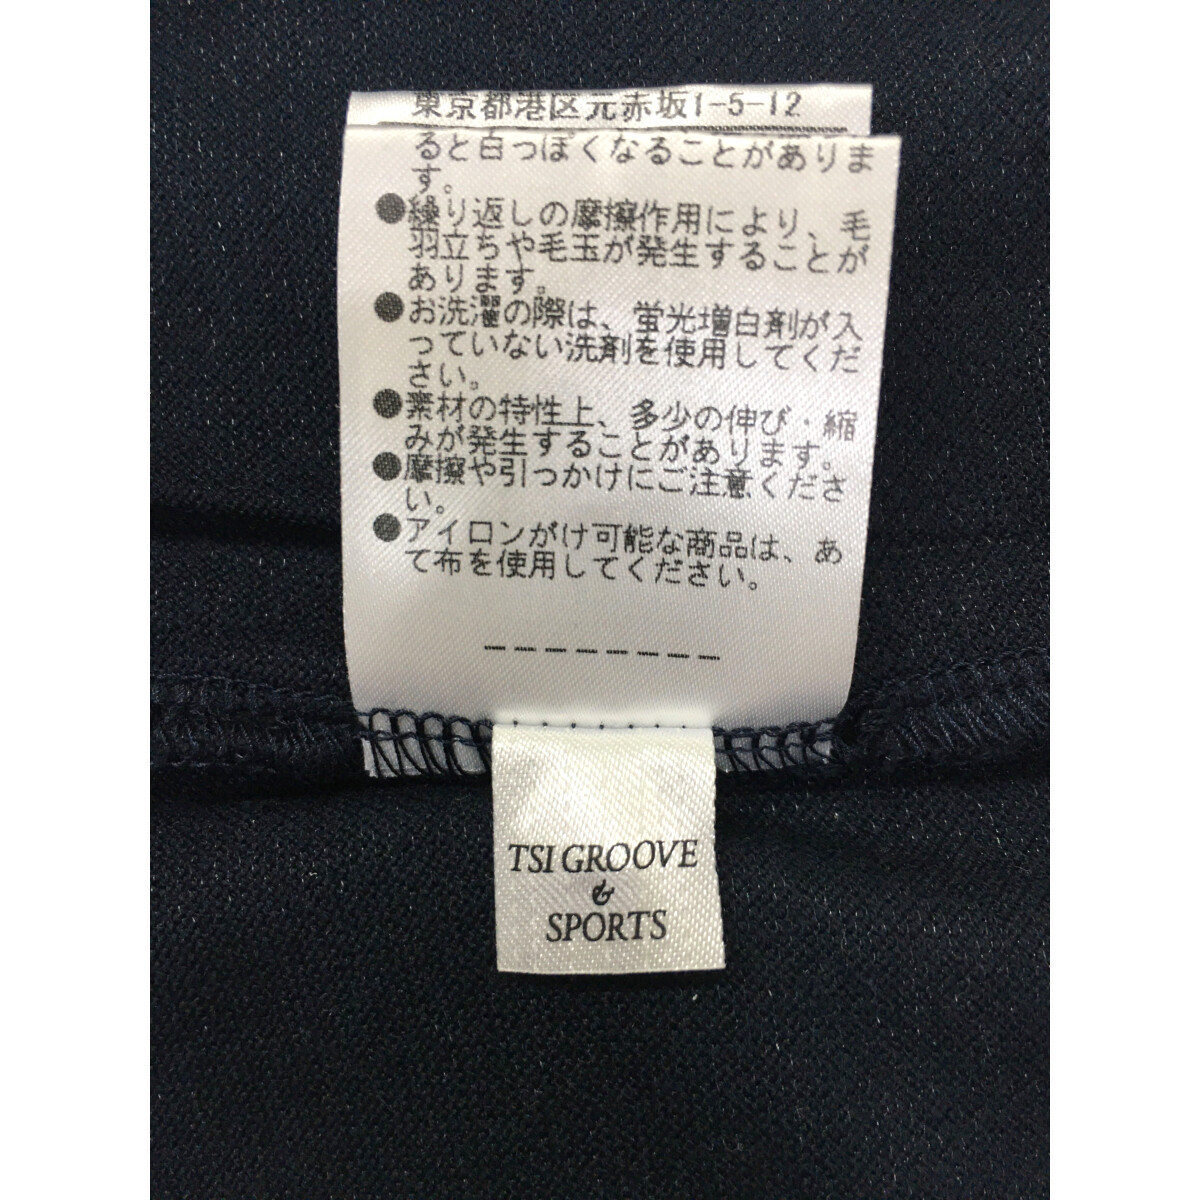 東京都港区元赤坂1-5-12
ると白っぽくなることがありま
す。
●繰り返しの摩擦作用により、毛
羽立ちや毛玉が発生することが
あります。
●お洗濯の際は、蛍光増白剤が入
っていない洗剤を使用してくだ
さい。
●素材の特性上、多少の伸び・縮
みが発生することがあります。
●摩擦や引っかけにご注意くださ
い。
●アイロンがけ可能な商品は、あ
て布を使用してください。
--------
TSI GROOVE
&
SPORTS